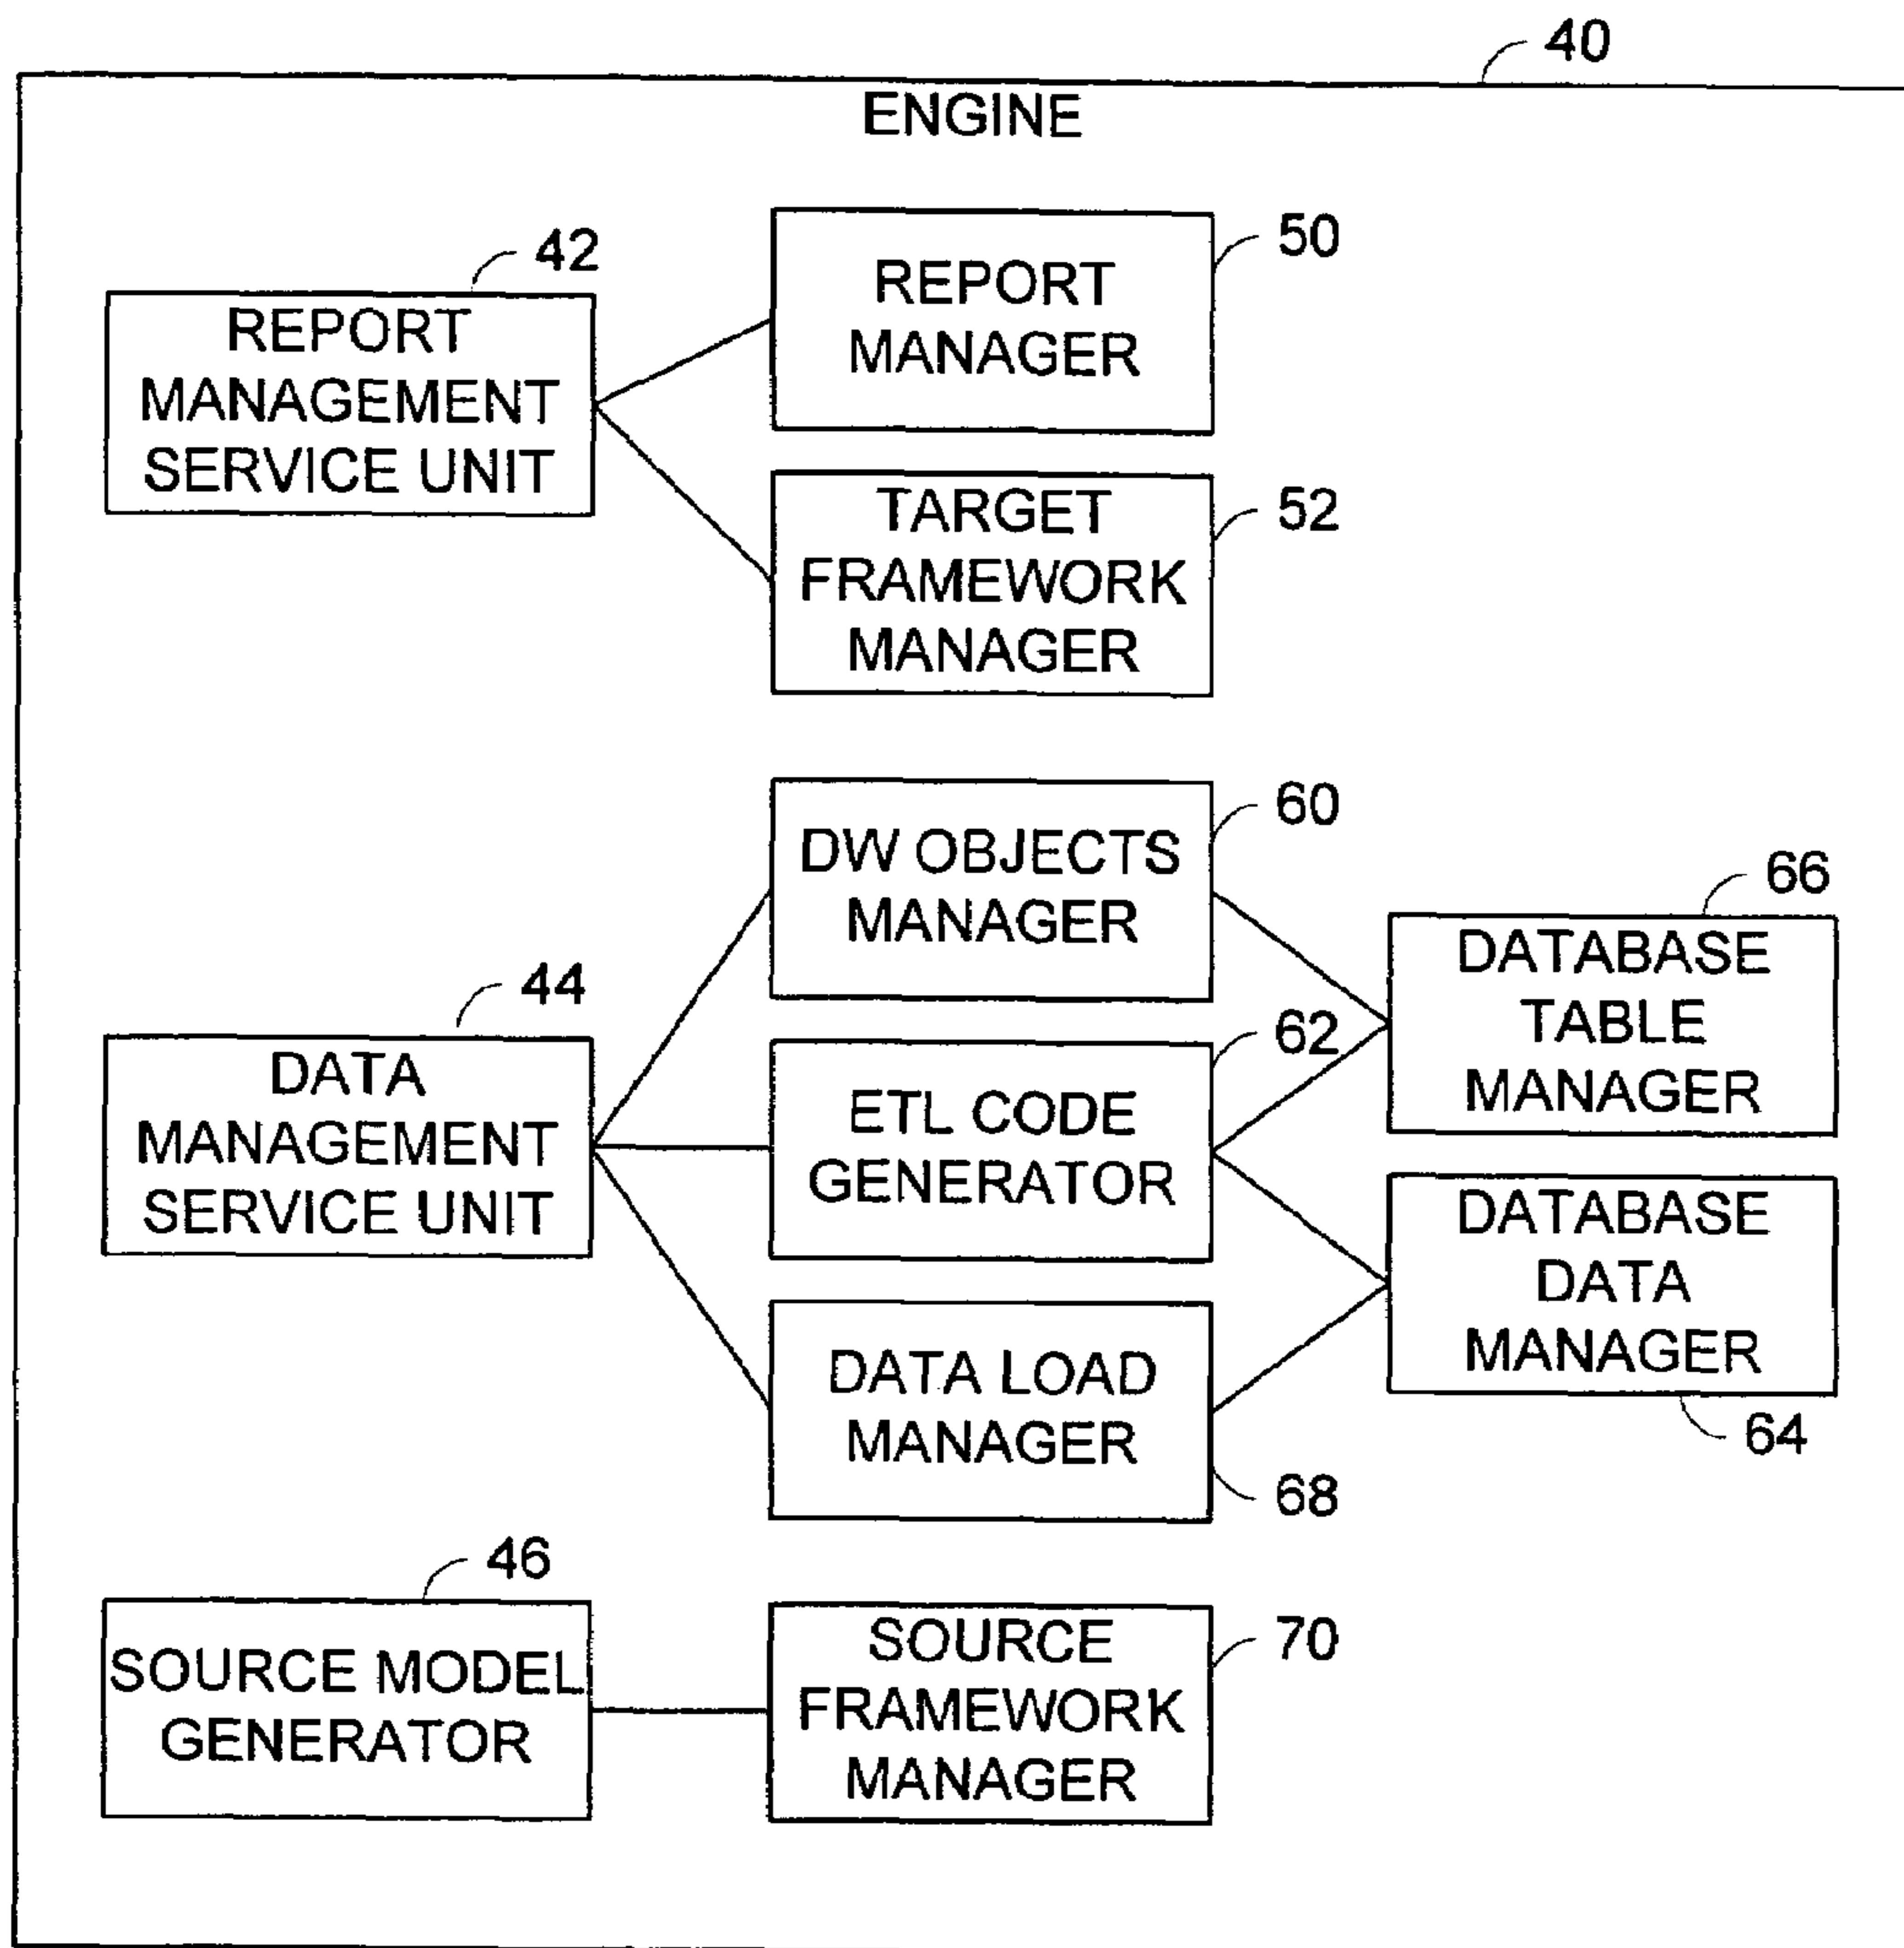 40
ENGINE
42
REPORT
MANAGEMENT
SERVICE UNIT
50
REPORT
MANAGER
52
TARGET
FRAMEWORK
MANAGER
44
DATA
MANAGEMENT
SERVICE UNIT
60
DW OBJECTS
MANAGER
62
ETL CODE
GENERATOR
68
DATA LOAD
MANAGER
66
DATABASE
TABLE
MANAGER
DATABASE
DATA
MANAGER
64
46
SOURCE MODEL
GENERATOR
70
SOURCE
FRAMEWORK
MANAGER